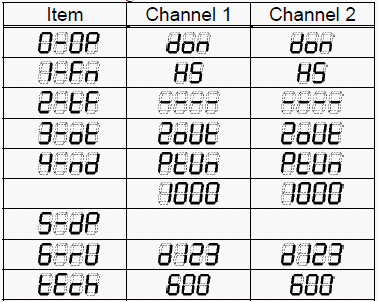 Item Channel 1 Channel 2
0-OP don don
1-Fn HS HS
2-tF ---- ----
3-ot 2oUt 2oUt
4-nd PtUn PtUn
1000 1000
5-dP
6-rU d123 d123
tEch 600 600